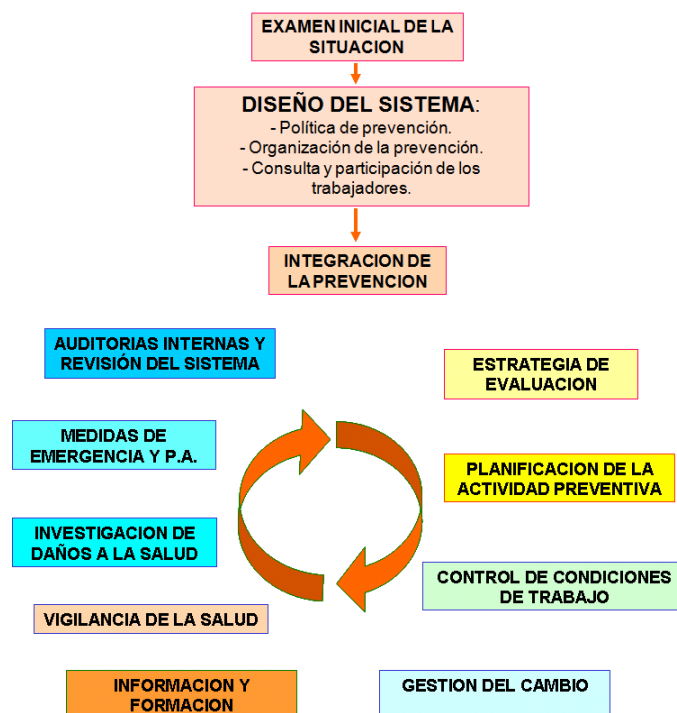 EXAMEN INICIAL DE LA
SITUACION
DISEÑO DEL SISTEMA:
- Política de prevención.
- Organización de la prevención.
- Consulta y participación de los
trabajadores.
INTEGRACION DE
LA PREVENCION
AUDITORIAS INTERNAS Y
REVISIÓN DEL SISTEMA
ESTRATEGIA DE
EVALUACION
MEDIDAS DE
EMERGENCIA Y P.A.
PLANIFICACION DE LA
ACTIVIDAD PREVENTIVA
INVESTIGACION DE
DAÑOS A LA SALUD
CONTROL DE CONDICIONES
DE TRABAJO
VIGILANCIA DE LA SALUD
INFORMACION Y
FORMACION
GESTION DEL CAMBIO